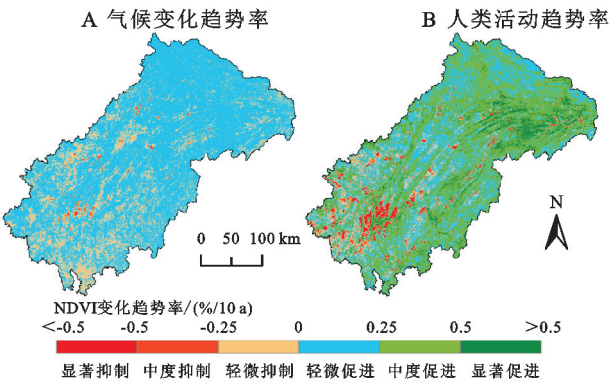 A 气候变化趋势率
B 人类活动趋势率
N
0 50 100 km
NDVI变化趋势率/(%/10 a)
<-0.5 -0.5 -0.25 0 0.25 0.5 >0.5
显著抑制 中度抑制 轻微抑制 轻微促进 中度促进 显著促进